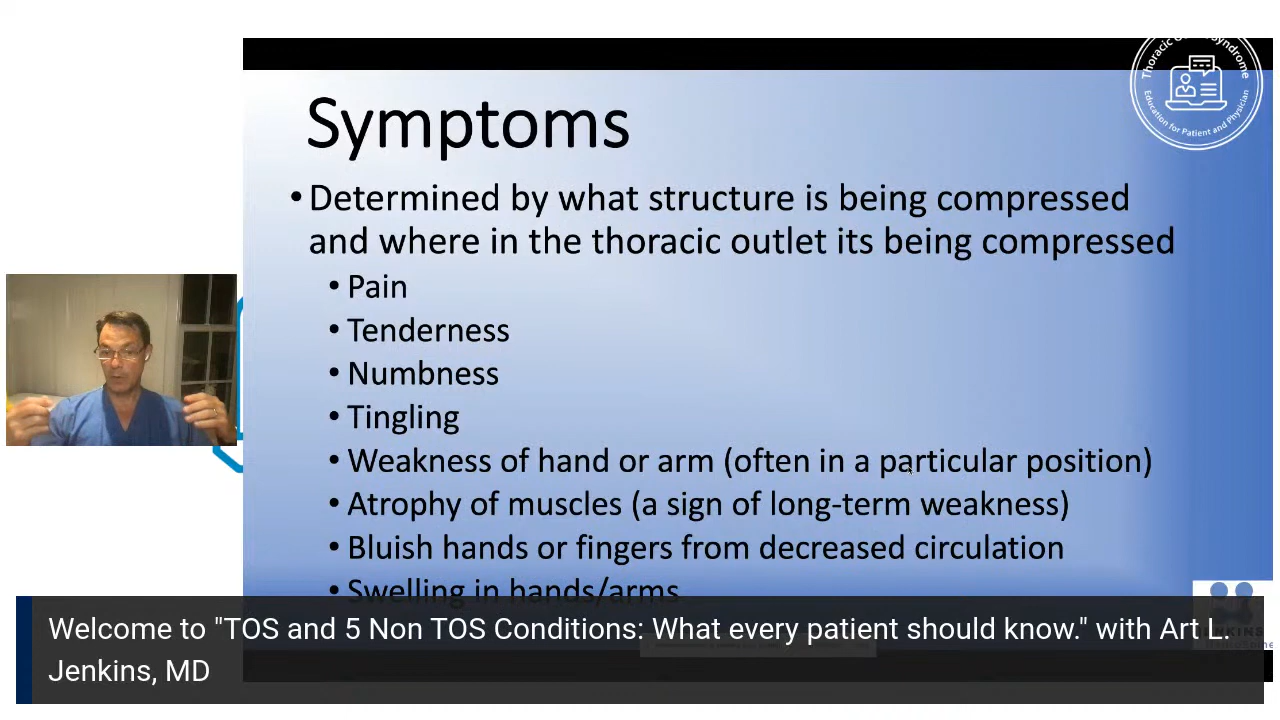 Thoracic Syndrome
Education for Patient and Physician
Symptoms
• Determined by what structure is being compressed
and where in the thoracic outlet its being compressed
• Pain
• Tenderness
• Numbness
• Tingling
• Weakness of hand or arm (often in a particular position)
• Atrophy of muscles (a sign of long-term weakness)
• Bluish hands or fingers from decreased circulation
• Swelling in hands/arms
Welcome to "TOS and 5 Non TOS Conditions: What every patient should know." with Art L.
Jenkins, MD